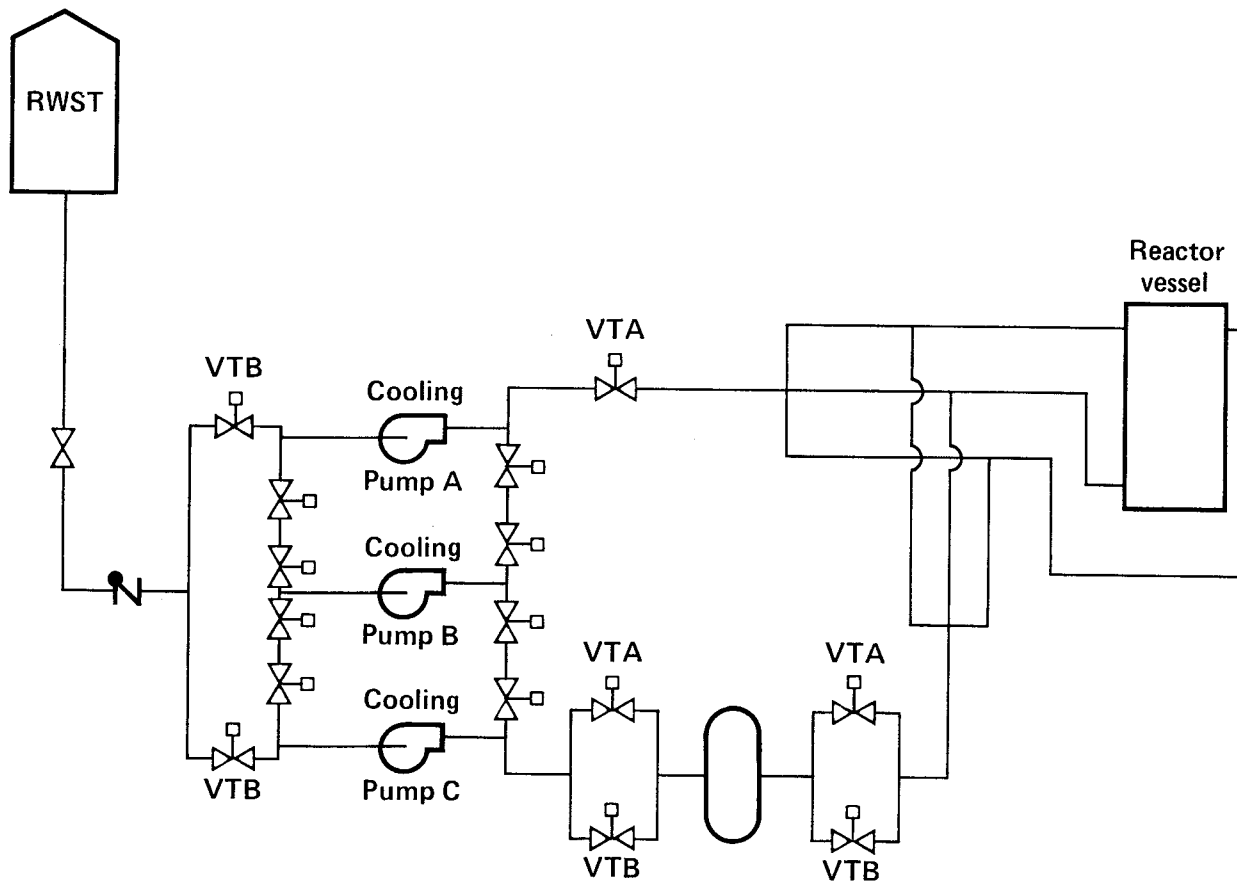 RWST
Reactor
vessel
VTA
VTB
Cooling
Pump A
Cooling
Pump B
VTA
VTA
Cooling
Pump C
VTB
VTB
VTB